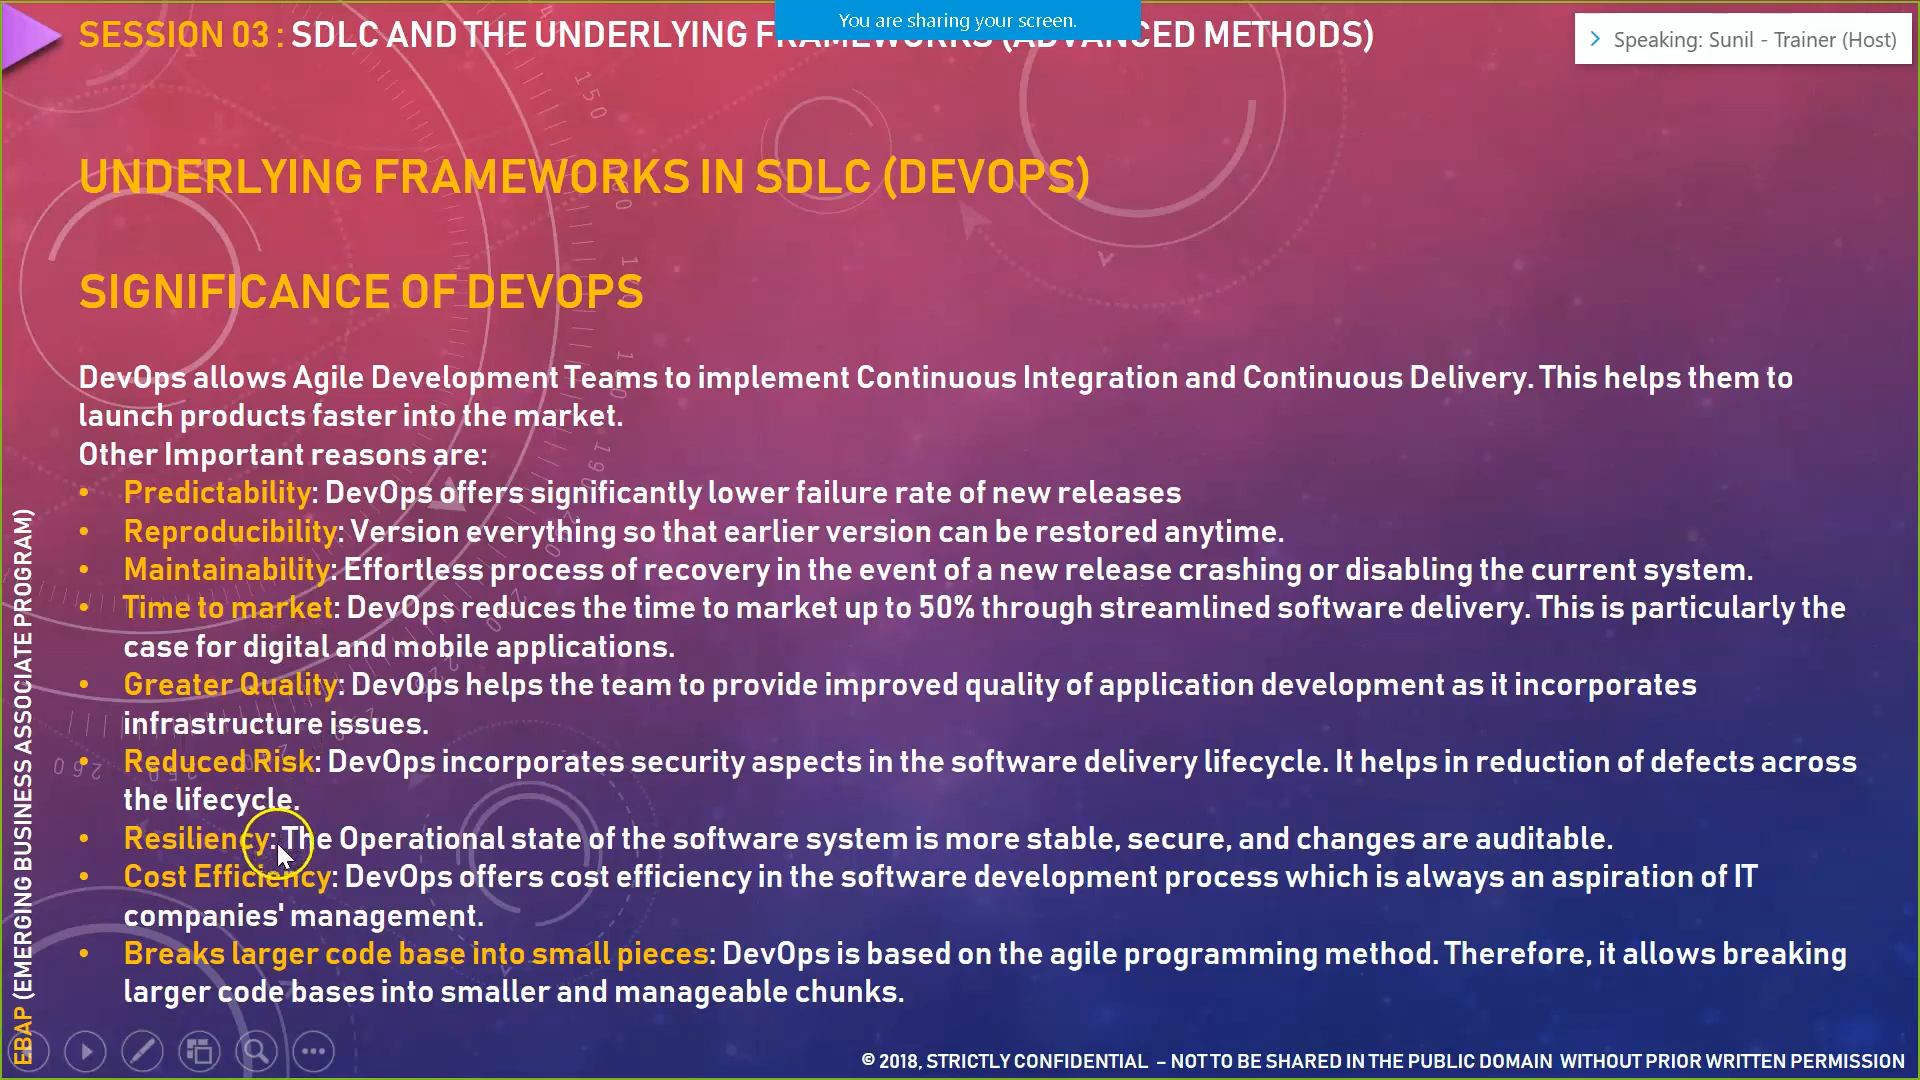 You are sharing your screen.
SESSION 03 : SDLC AND THE UNDERLYING FRAMEWORKS (ADVANCED METHODS)
Speaking: Sunil - Trainer (Host)
UNDERLYING FRAMEWORKS IN SDLC (DEVOPS)
SIGNIFICANCE OF DEVOPS
DevOps allows Agile Development Teams to implement Continuous Integration and Continuous Delivery. This helps them to
launch products faster into the market.
Other Important reasons are:
• Predictability: DevOps offers significantly lower failure rate of new releases
• Reproducibility: Version everything so that earlier version can be restored anytime.
• Maintainability: Effortless process of recovery in the event of a new release crashing or disabling the current system.
• Time to market: DevOps reduces the time to market up to 50% through streamlined software delivery. This is particularly the
case for digital and mobile applications.
• Greater Quality: DevOps helps the team to provide improved quality of application development as it incorporates
infrastructure issues.
• Reduced Risk: DevOps incorporates security aspects in the software delivery lifecycle. It helps in reduction of defects across
the lifecycle.
• Resiliency: The Operational state of the software system is more stable, secure, and changes are auditable.
• Cost Efficiency: DevOps offers cost efficiency in the software development process which is always an aspiration of IT
companies' management.
• Breaks larger code base into small pieces: DevOps is based on the agile programming method. Therefore, it allows breaking
larger code bases into smaller and manageable chunks.
EBAP (EMERGING BUSINESS ASSOCIATE PROGRAM)
© 2018, STRICTLY CONFIDENTIAL – NOT TO BE SHARED IN THE PUBLIC DOMAIN WITHOUT PRIOR WRITTEN PERMISSION